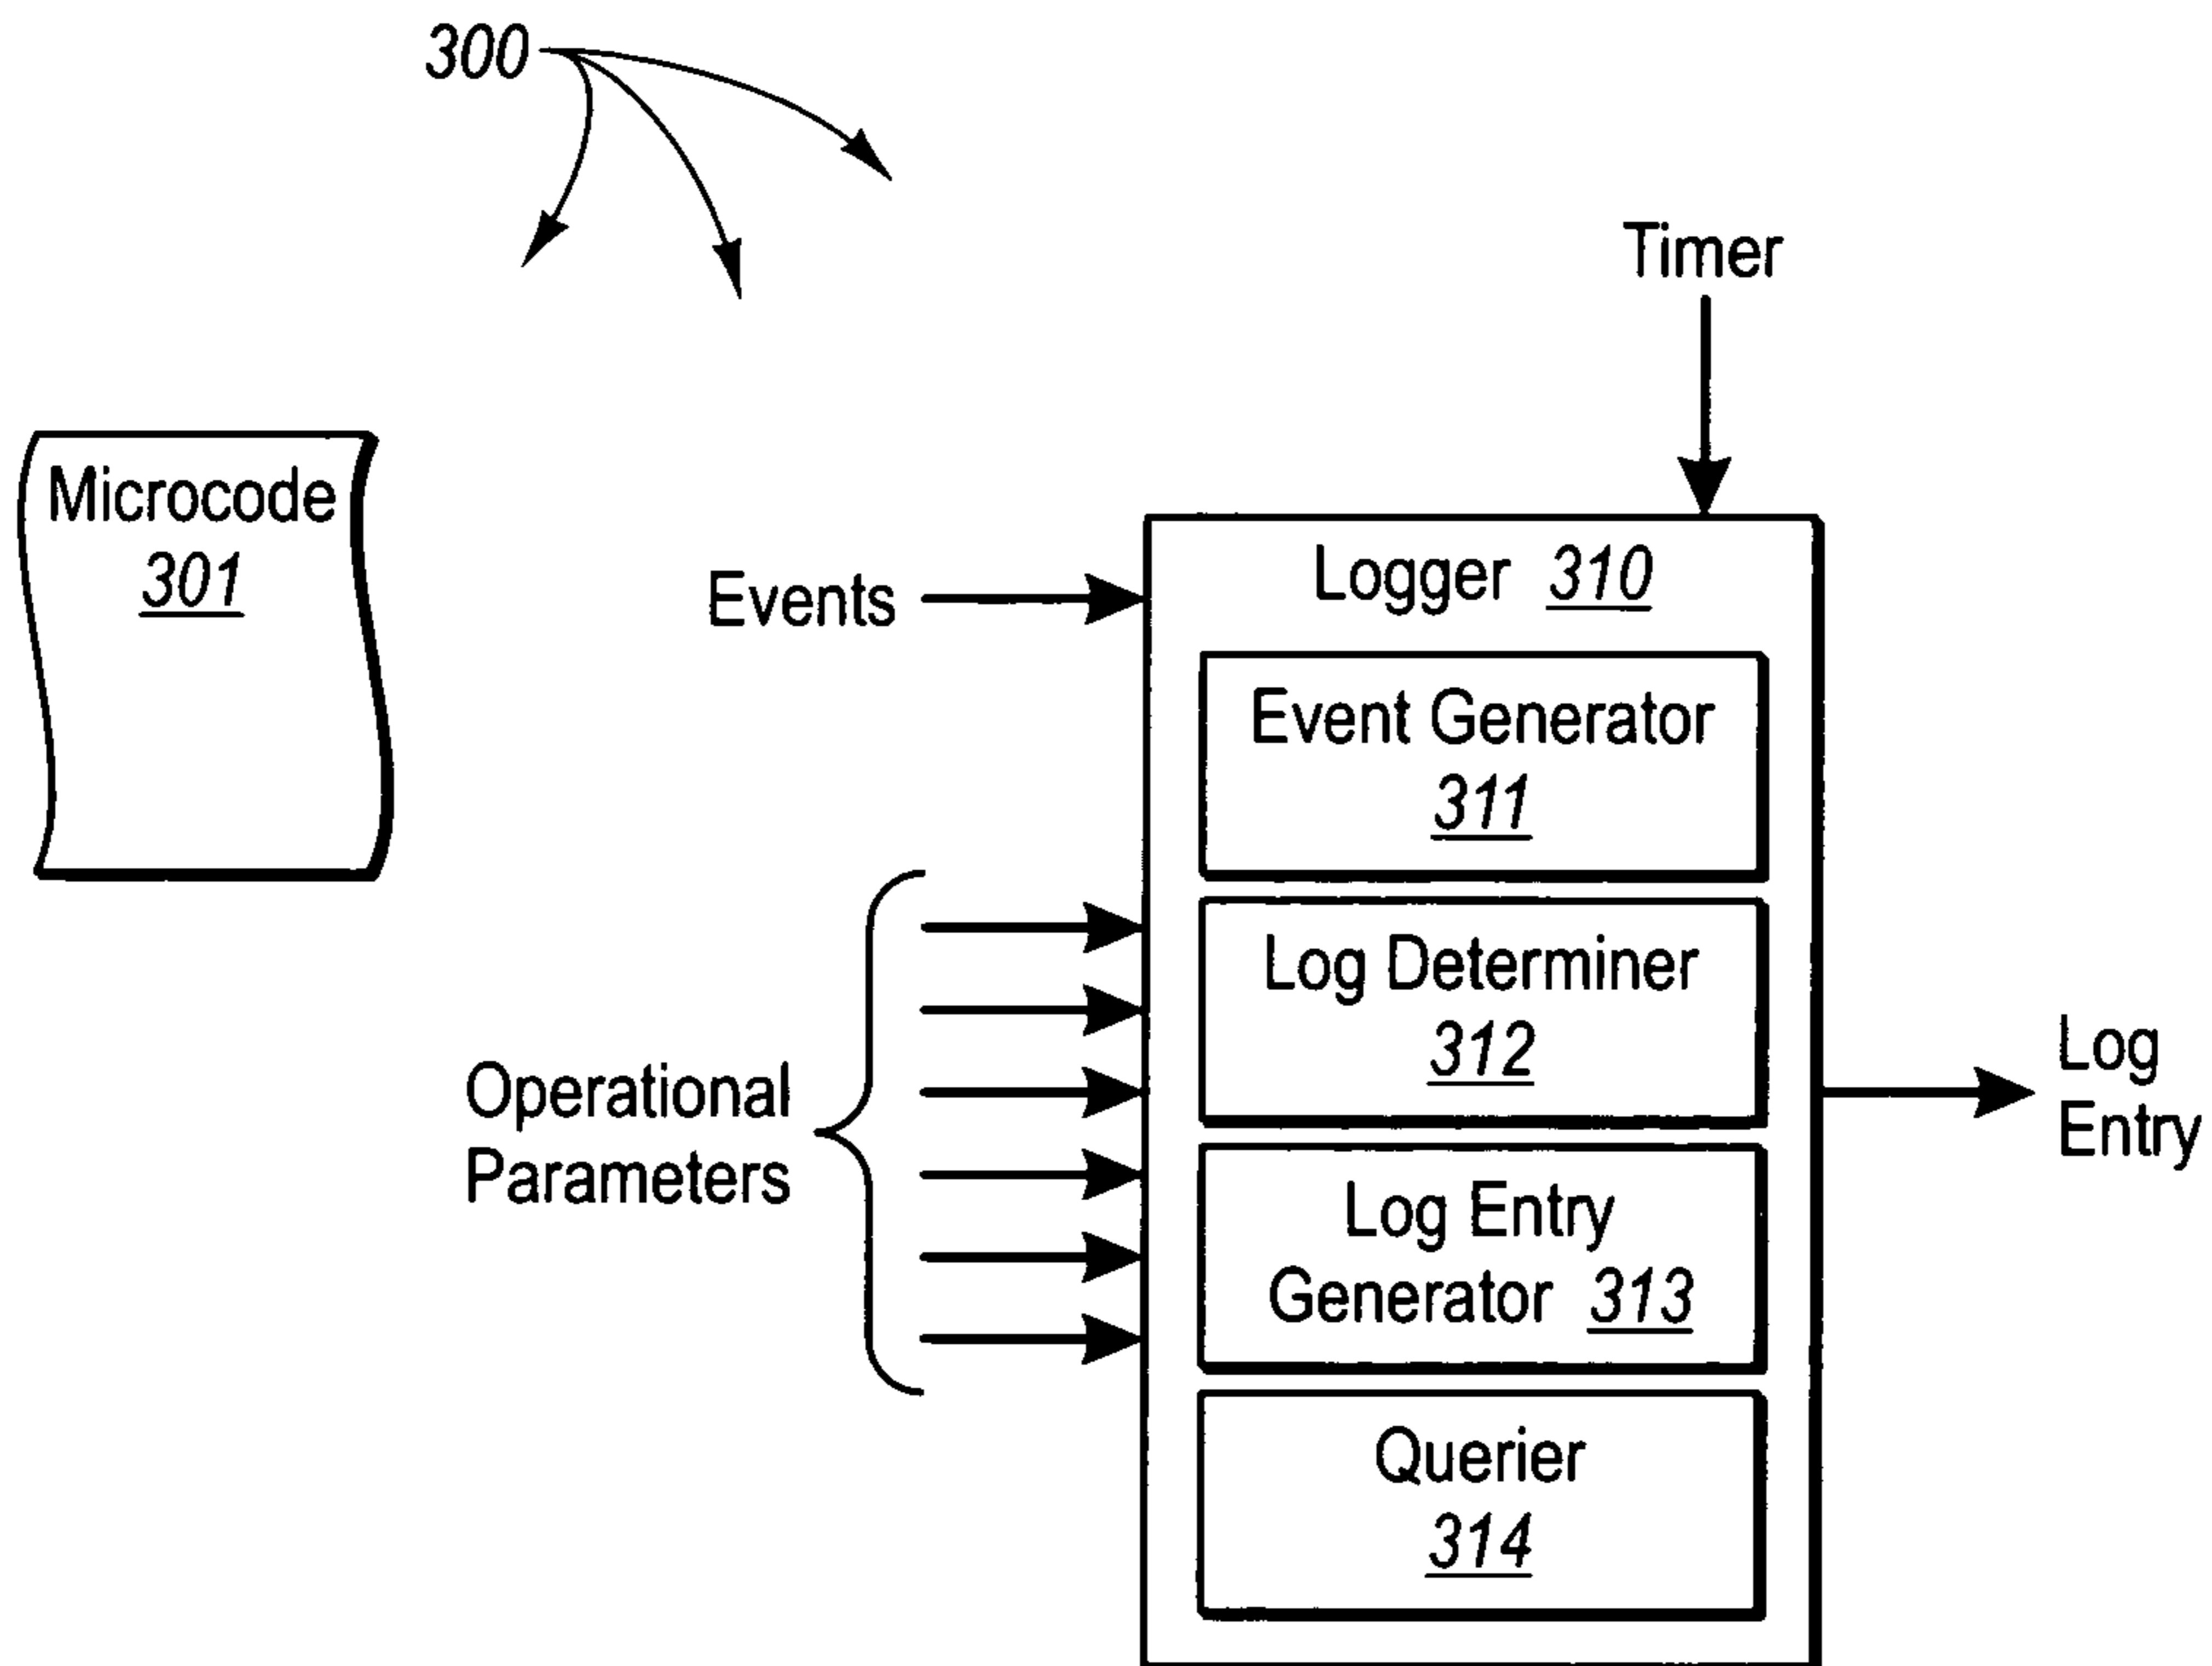 300
Timer
Microcode
301
Events
Logger 310
Event Generator
311
Log Determiner
312
Operational
Parameters
Log
Entry
Log Entry
Generator 313
Querier
314